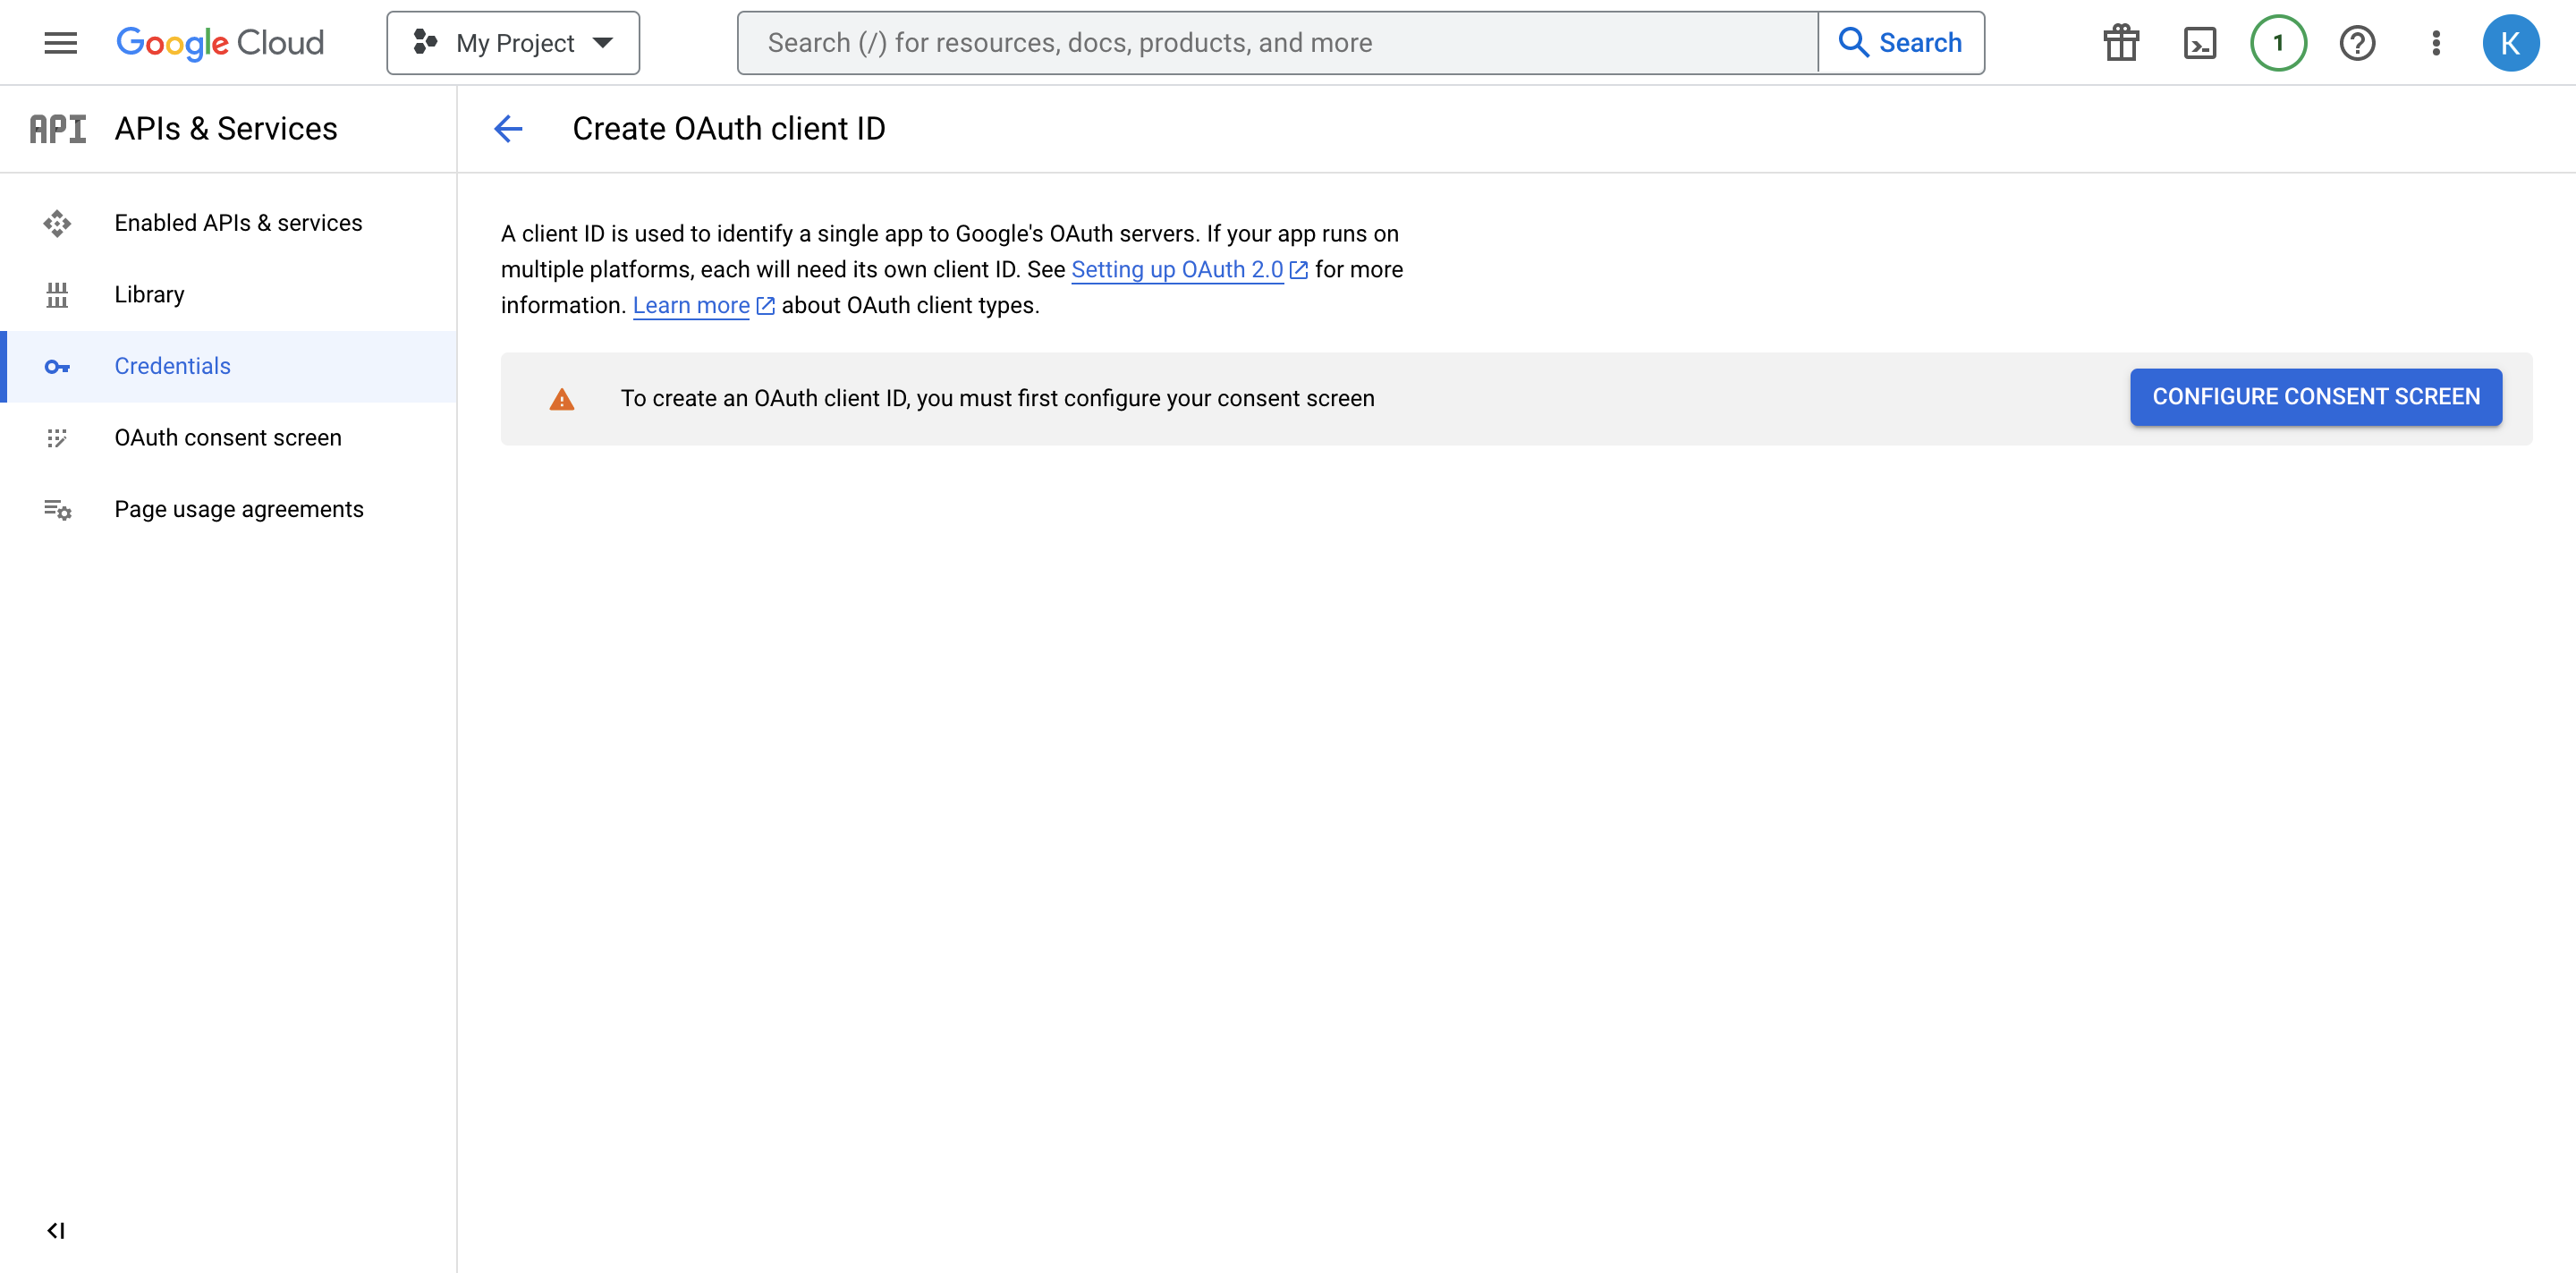 Google Cloud
My Project
Search (/) for resources, docs, products, and more
Search
1
K
API
APIs & Services
Create OAuth client ID
Enabled APIs & services
Library
Credentials
OAuth consent screen
Page usage agreements
A client ID is used to identify a single app to Google's OAuth servers. If your app runs on
multiple platforms, each will need its own client ID. See Setting up OAuth 2.0 for more
information. Learn more about OAuth client types.
To create an OAuth client ID, you must first configure your consent screen
CONFIGURE CONSENT SCREEN